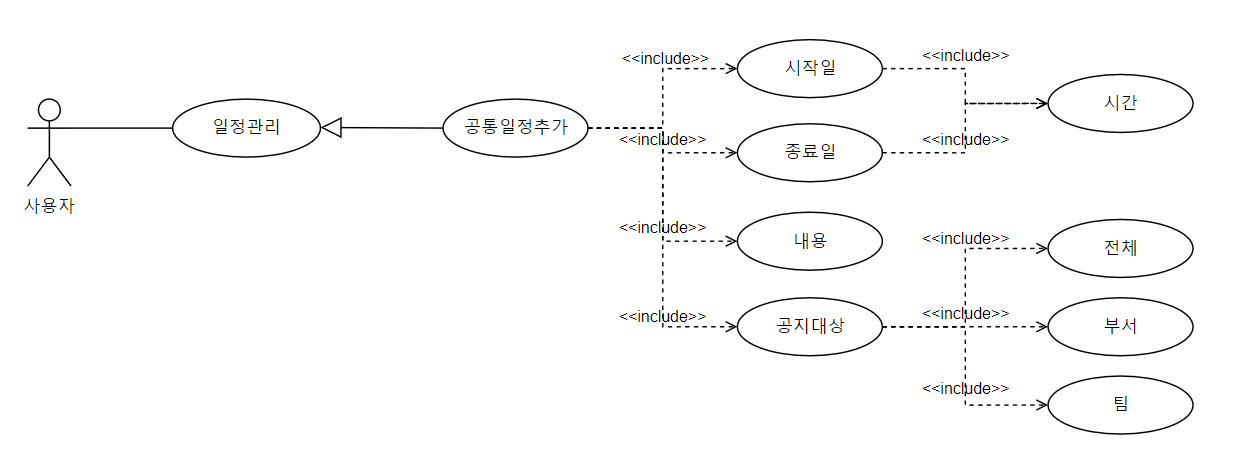 <<include>>
시작일
<<include>>
시간
일정관리
공통일정추가
<<include>>
종료일
<<include>>
사용자
<<include>>
내용
<<include>>
전체
<<include>>
공지대상
<<include>>
부서
<<include>>
팀